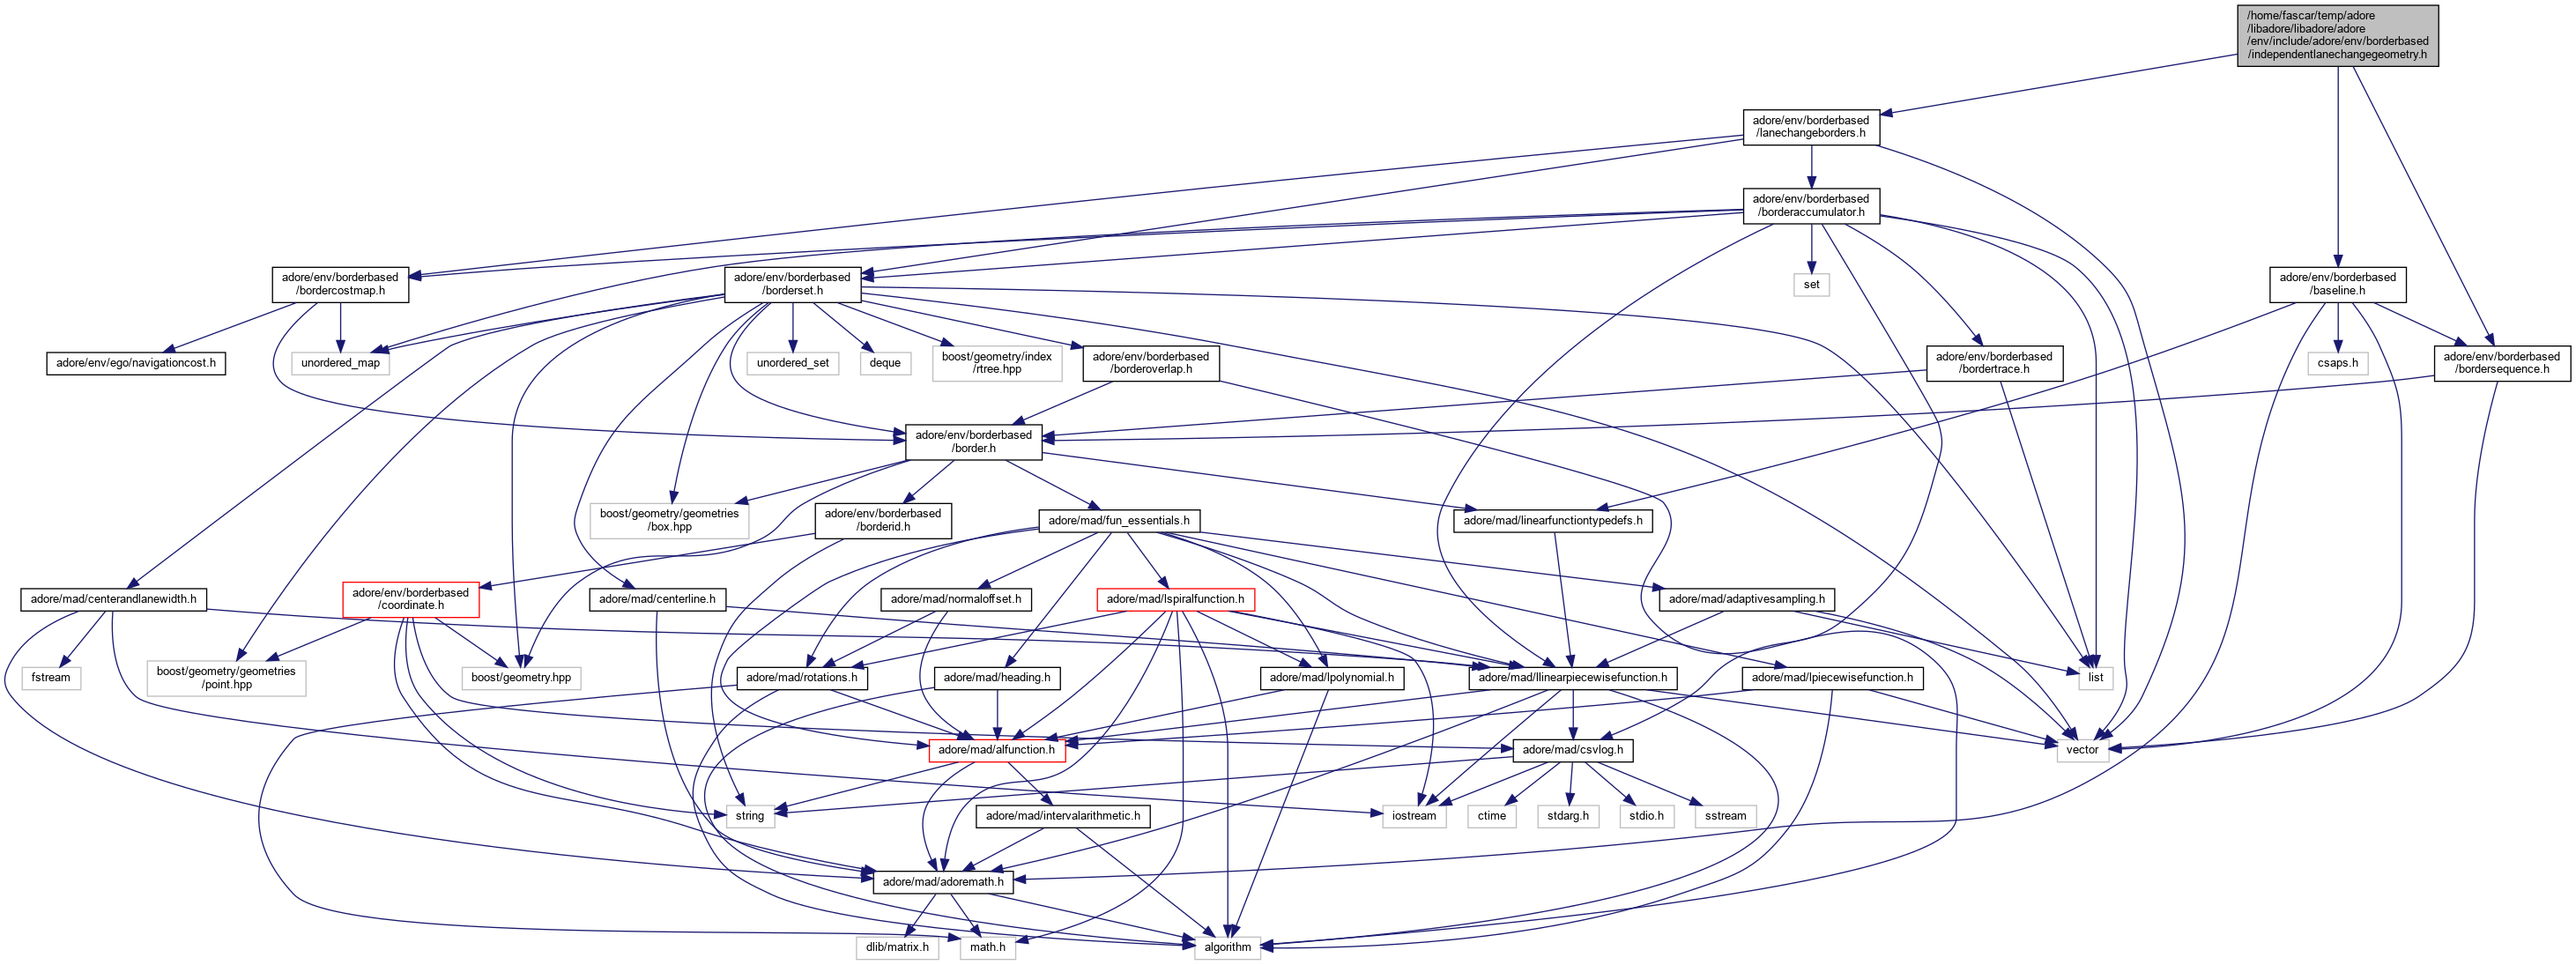 /home/fascar/temp/adore
/libadore/libadore/adore
/env/include/adore/env/borderbased
/independentlanechangegeometry.h
adore/env/borderbased
/lanechangeborders.h
adore/env/borderbased
/borderaccumulator.h
adore/env/borderbased
/bordercostmap.h
adore/env/borderbased
/borderset.h
set
adore/env/borderbased
/baseline.h
adore/env/ego/navigationcost.h
unordered_map
unordered_set
deque
boost/geometry/index
/rtree.hpp
adore/env/borderbased
/borderoverlap.h
adore/env/borderbased
/bordertrace.h
csaps.h
adore/env/borderbased
/bordersequence.h
adore/env/borderbased
/border.h
boost/geometry/geometries
/box.hpp
adore/env/borderbased
/borderid.h
adore/mad/fun_essentials.h
adore/mad/linearfunctiontypedefs.h
adore/mad/centerandlanewidth.h
adore/env/borderbased
/coordinate.h
adore/mad/centerline.h
adore/mad/normaloffset.h
adore/mad/lspiralfunction.h
adore/mad/adaptivesampling.h
fstream
boost/geometry/geometries
/point.hpp
boost/geometry.hpp
adore/mad/rotations.h
adore/mad/heading.h
adore/mad/lpolynomial.h
adore/mad/llinearpiecewisefunction.h
adore/mad/lpiecewisefunction.h
list
adore/mad/alfunction.h
adore/mad/csvlog.h
vector
string
adore/mad/intervalarithmetic.h
iostream
ctime
stdarg.h
stdio.h
sstream
adore/mad/adoremath.h
dlib/matrix.h
math.h
algorithm